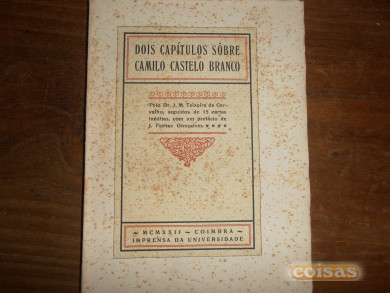 DOIS CAPÍTULOS SÔBRE
CAMILO CASTELO BRANCO
Pelo Dr. J. M. Teixeira de Car-
valho, seguidos de 15 cartas
inéditas, com um prefácio de
J. Fortes Gonçalves
~ MCMXXII ~ COIMBRA ~
IMPRENSA DA UNIVERSIDADE
coisas